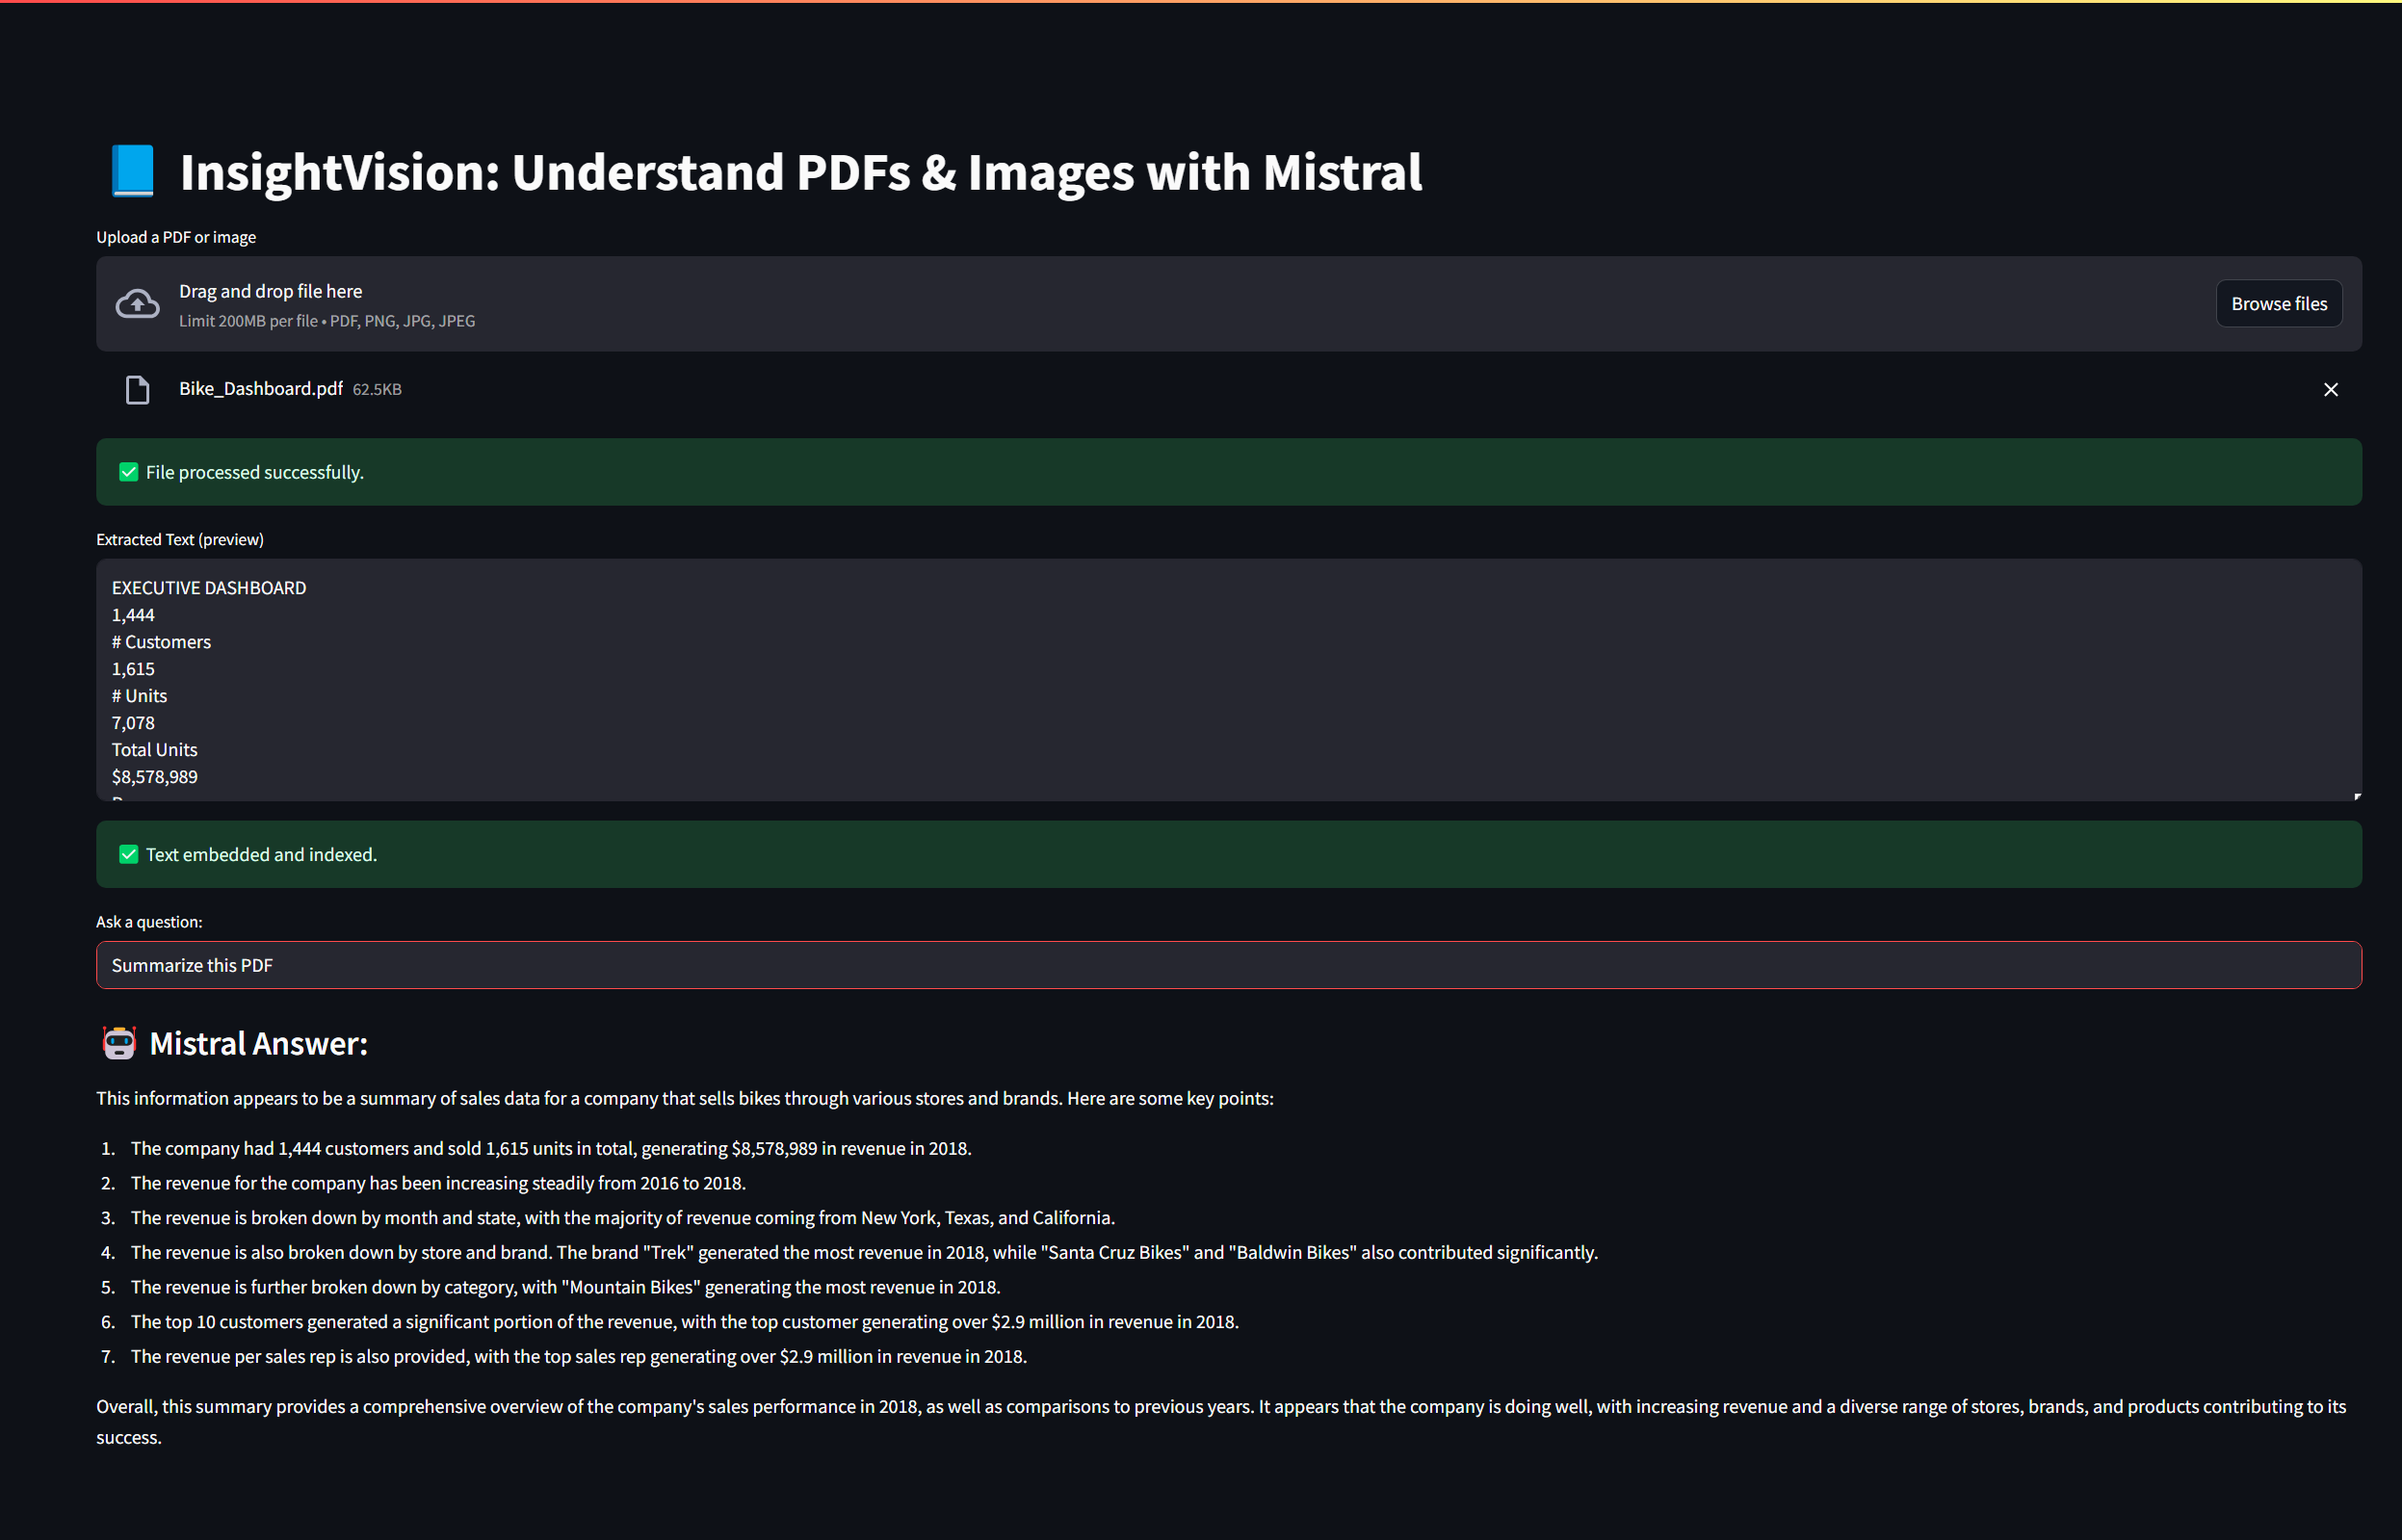 InsightVision: Understand PDFs & Images with Mistral
Upload a PDF or image
Drag and drop file here
Limit 200MB per file • PDF, PNG, JPG, JPEG
Browse files
Bike_Dashboard.pdf 62.5KB
File processed successfully.
Extracted Text (preview)
EXECUTIVE DASHBOARD
1,444
# Customers
1,615
# Units
7,078
Total Units
$8,578,989
Text embedded and indexed.
Ask a question:
Summarize this PDF
Mistral Answer:
This information appears to be a summary of sales data for a company that sells bikes through various stores and brands. Here are some key points:
1. The company had 1,444 customers and sold 1,615 units in total, generating $8,578,989 in revenue in 2018.
2. The revenue for the company has been increasing steadily from 2016 to 2018.
3. The revenue is broken down by month and state, with the majority of revenue coming from New York, Texas, and California.
4. The revenue is also broken down by store and brand. The brand "Trek" generated the most revenue in 2018, while "Santa Cruz Bikes" and "Baldwin Bikes" also contributed significantly.
5. The revenue is further broken down by category, with "Mountain Bikes" generating the most revenue in 2018.
6. The top 10 customers generated a significant portion of the revenue, with the top customer generating over $2.9 million in revenue in 2018.
7. The revenue per sales rep is also provided, with the top sales rep generating over $2.9 million in revenue in 2018.
Overall, this summary provides a comprehensive overview of the company's sales performance in 2018, as well as comparisons to previous years. It appears that the company is doing well, with increasing revenue and a diverse range of stores, brands, and products contributing to its
success.